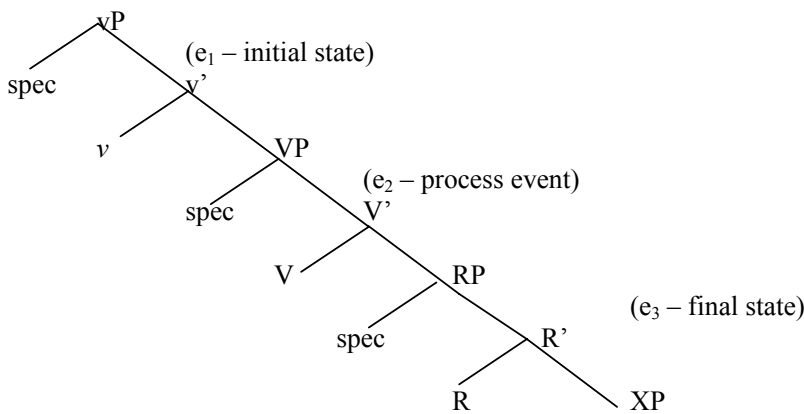 vP
(e₁ – initial state)
spec
v’
v
VP
(e₂ – process event)
spec
V’
V
RP
(e₃ – final state)
spec
R’
R
XP